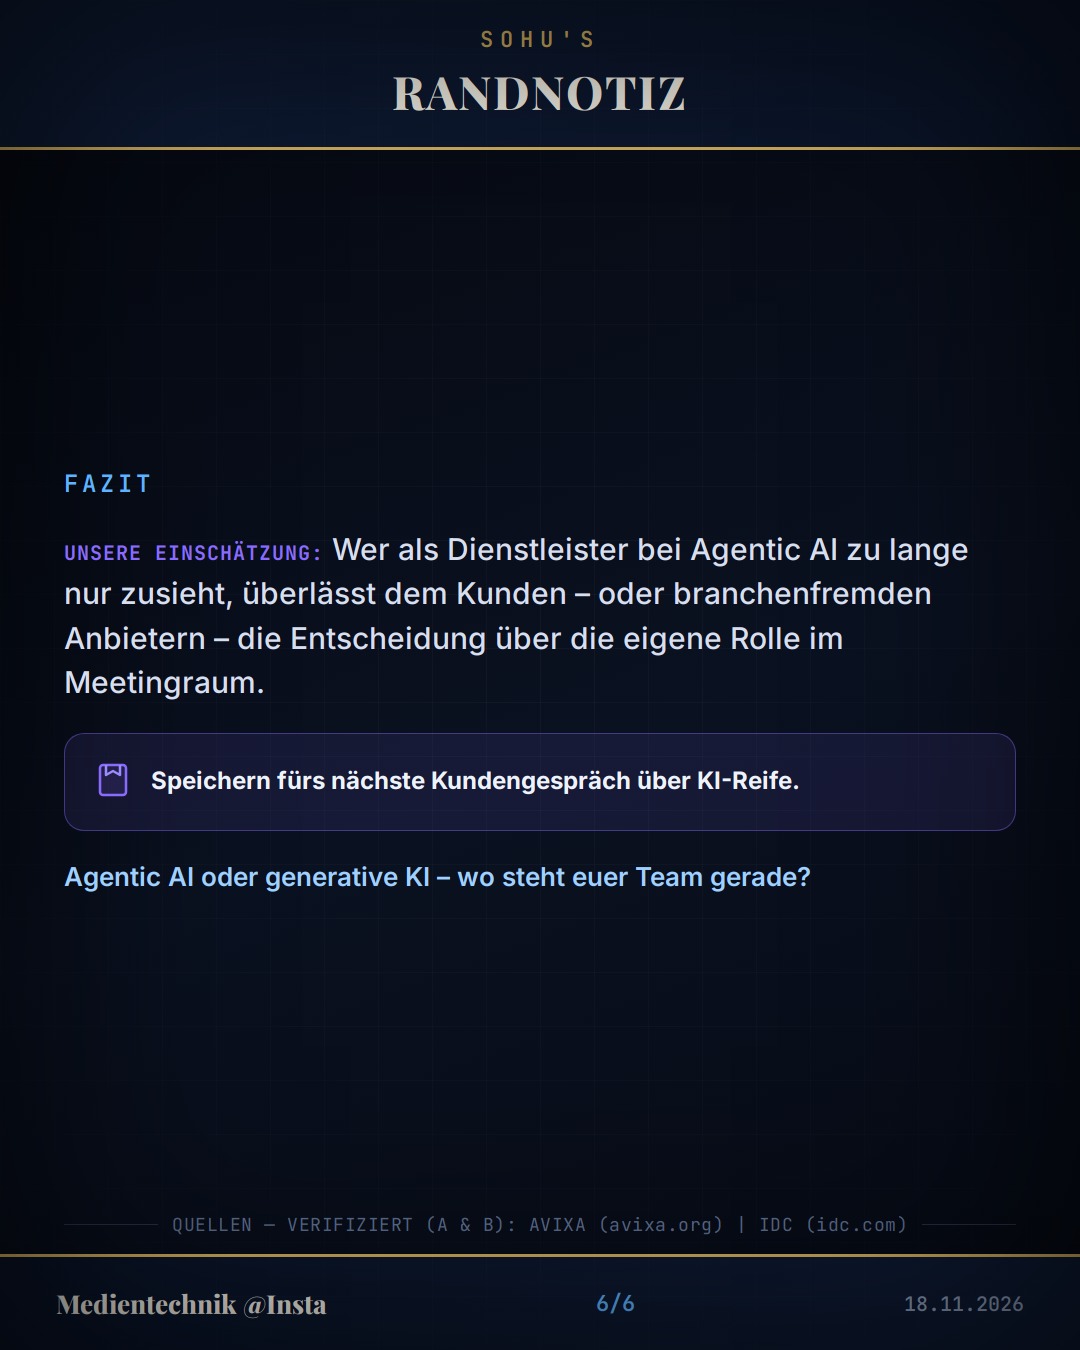 SOHU'S
RANDNOTIZ
FAZIT
UNSERE EINSCHÄTZUNG: Wer als Dienstleister bei Agentic AI zu lange
nur zusieht, überlässt dem Kunden – oder branchenfremden
Anbietern – die Entscheidung über die eigene Rolle im
Meetingraum.
Speichern fürs nächste Kundengespräch über KI-Reife.
Agentic AI oder generative KI – wo steht euer Team gerade?
QUELLEN — VERIFIZIERT (A & B): AVIXA (avixa.org) | IDC (idc.com)
Medientechnik @Insta
6/6
18.11.2026